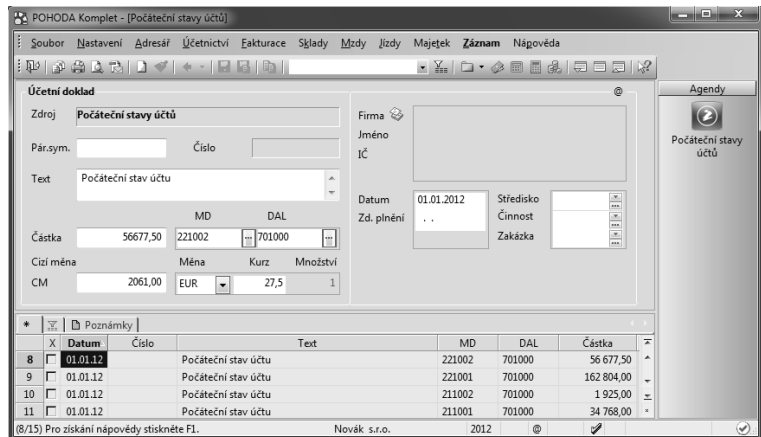 POHODA Komplet - [Počáteční stavy účtů]
Soubor Nastavení Adresář Účetnictví Fakturace Sklady Mzdy Jízdy Majetek Záznam Nápověda
Účetní doklad @
Agendy
Zdroj Počáteční stavy účtů
Firma
Jméno
IČ
Počáteční stavy účtů
Pár.sym. Číslo
Text Počáteční stav účtu
Datum 01.01.2012 Středisko
Zd. plnění . . Činnost
Zakázka
MD DAL
Částka 56677,50 221002 701000
Cizí měna Měna Kurz Množství
CM 2061,00 EUR 27,5 1
* Poznámky
X Datum Číslo Text MD DAL Částka
8 01.01.12 Počáteční stav účtu 221002 701000 56 677,50
9 01.01.12 Počáteční stav účtu 221001 701000 162 804,00
10 01.01.12 Počáteční stav účtu 211002 701000 1 925,00
11 01.01.12 Počáteční stav účtu 211001 701000 34 768,00
(8/15) Pro získání nápovědy stiskněte F1. Novák s.r.o. 2012 @